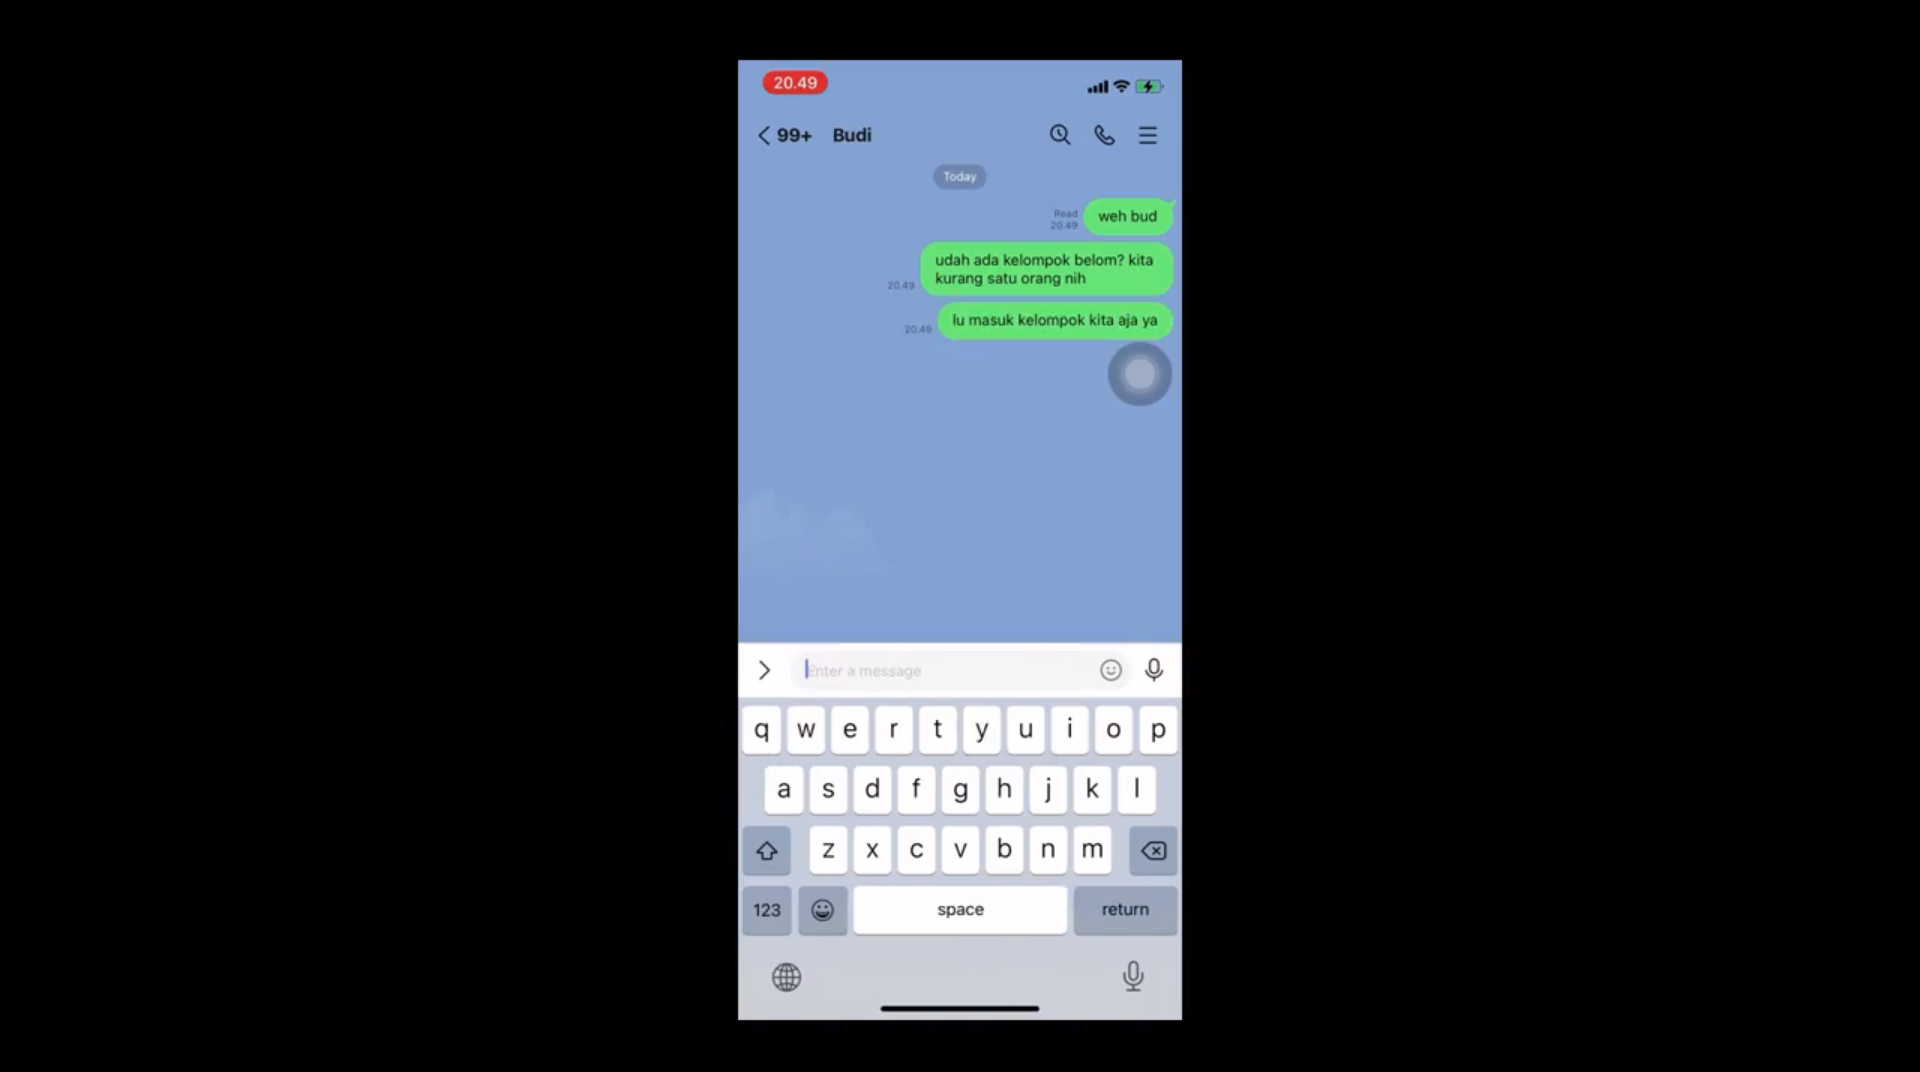 20.49
99+ Budi
Today
weh bud
Read
20.49
udah ada kelompok belom? kita
kurang satu orang nih
20.49
lu masuk kelompok kita aja ya
20.49
Enter a message
q w e r t y u i o p
a s d f g h j k l
z x c v b n m
123 space return